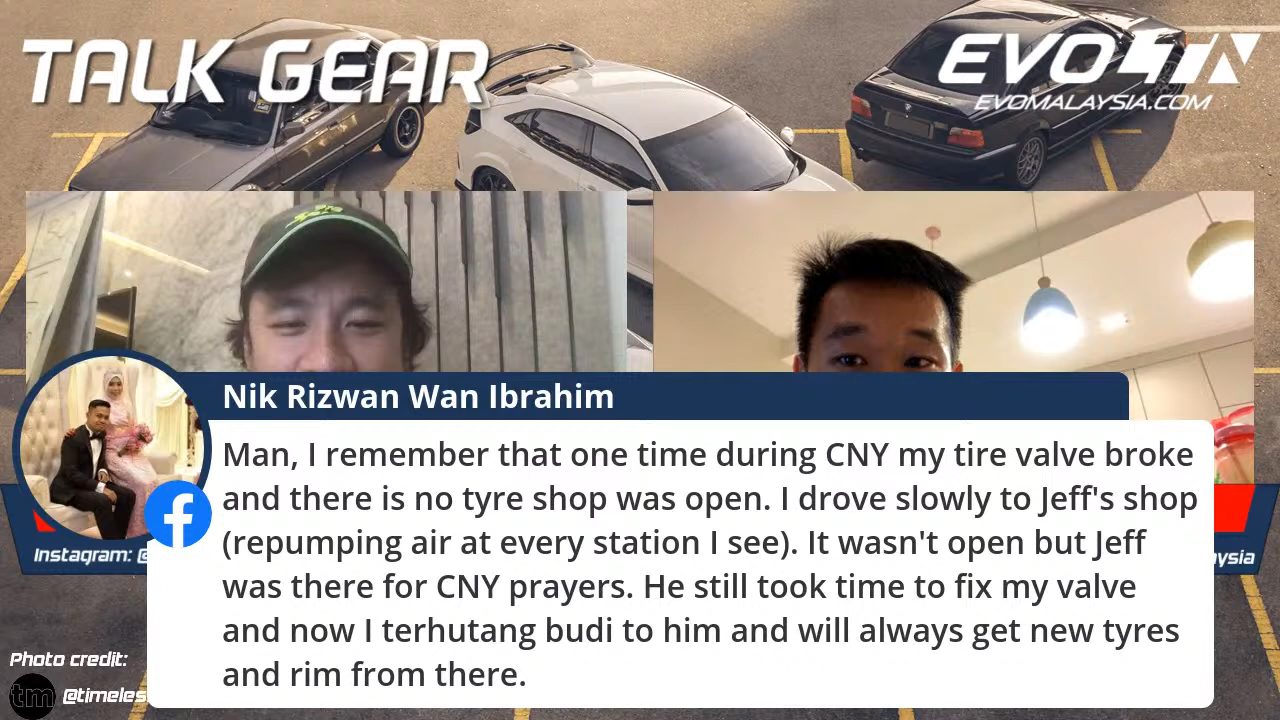 TALK GEAR
EVO
EVOMALAYSIA.COM
Nik Rizwan Wan Ibrahim
Man, I remember that one time during CNY my tire valve broke
and there is no tyre shop was open. I drove slowly to Jeff's shop
(repumping air at every station I see). It wasn't open but Jeff
was there for CNY prayers. He still took time to fix my valve
and now I terhutang budi to him and will always get new tyres
and rim from there.
Instagram: @
Photo credit:
tm